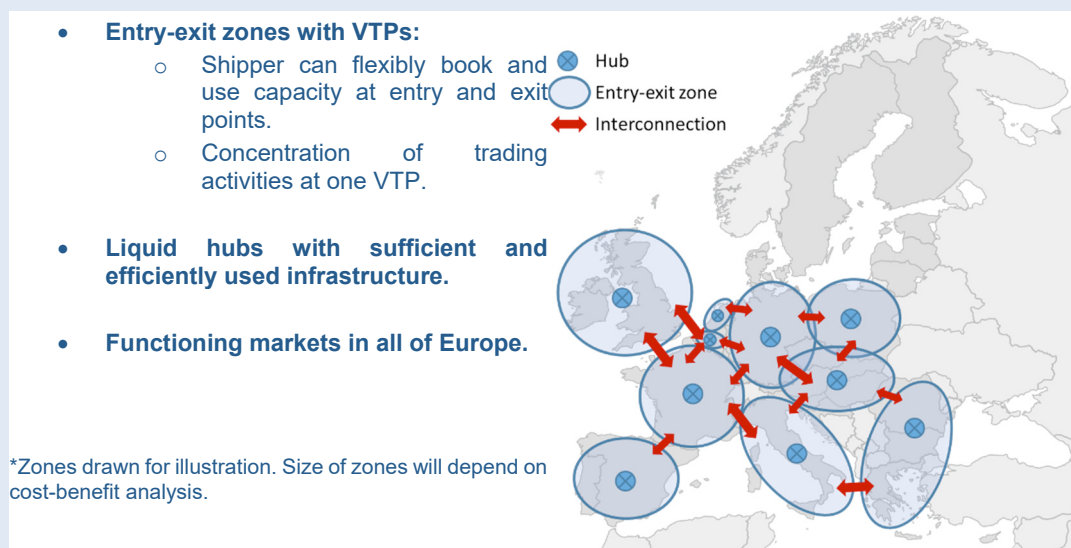 • Entry-exit zones with VTPs:
o Shipper can flexibly book and
use capacity at entry and exit
points.
o Concentration of trading
activities at one VTP.
• Liquid hubs with sufficient and
efficiently used infrastructure.
• Functioning markets in all of Europe.
*Zones drawn for illustration. Size of zones will depend on
cost-benefit analysis.
Hub
Entry-exit zone
Interconnection